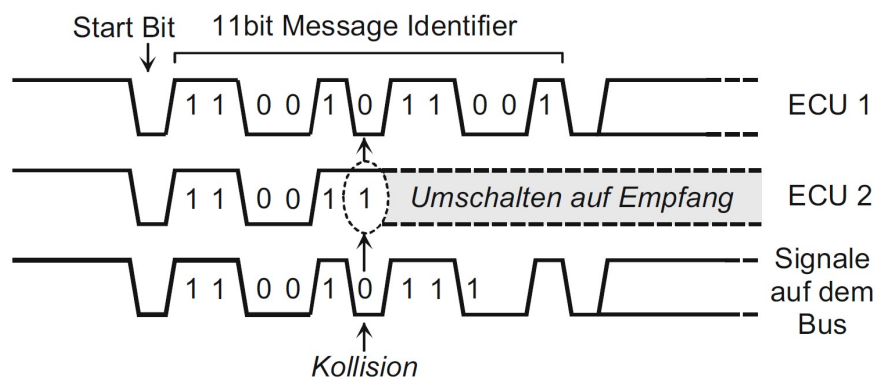 Start Bit
11bit Message Identifier
1 1 0 0 1 0 1 1 0 0 1
ECU 1
1 1 0 0 1 1
Umschalten auf Empfang
ECU 2
1 1 0 0 1 0 1 1 1
Signale
auf dem
Bus
Kollision